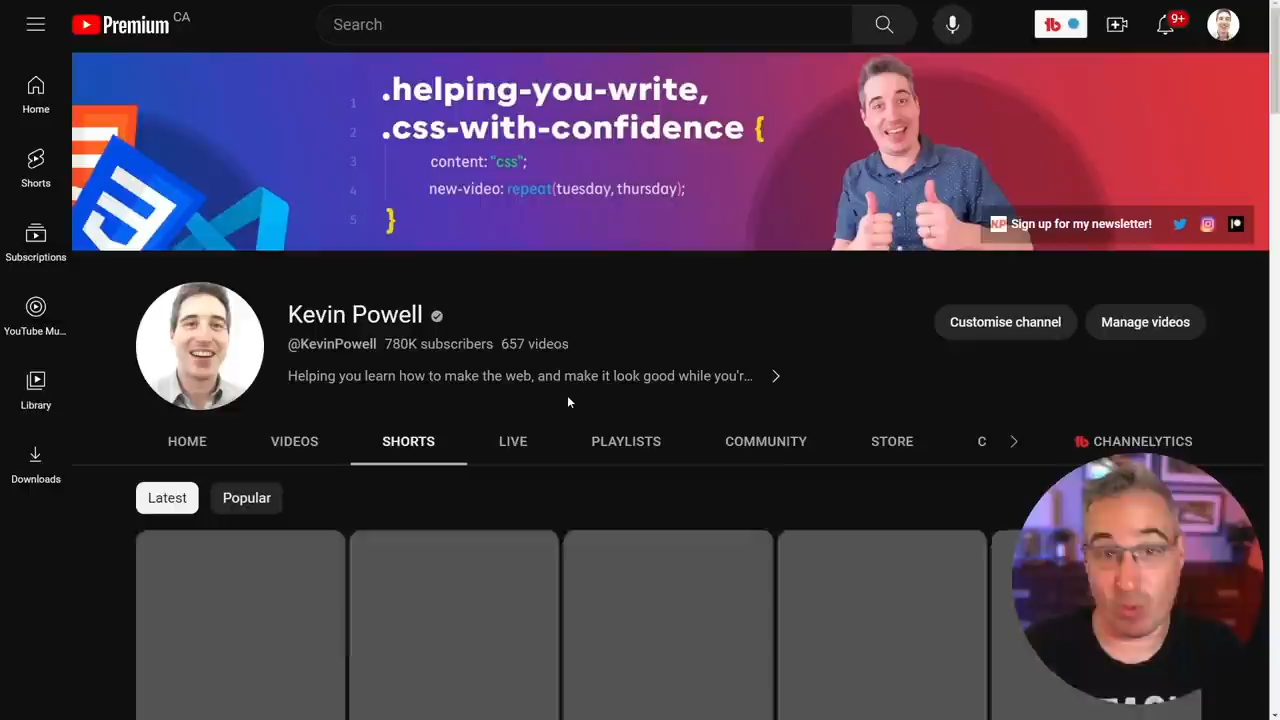 Premium CA
Search
9+
Home
Shorts
Subscriptions
YouTube Mu...
Library
Downloads
.helping-you-write,
.css-with-confidence {
content: "css";
new-video: repeat(tuesday, thursday);
}
1
2
3
4
5
KP Sign up for my newsletter!
Kevin Powell
@KevinPowell 780K subscribers 657 videos
Helping you learn how to make the web, and make it look good while you'r...
Customise channel
Manage videos
HOME VIDEOS SHORTS LIVE PLAYLISTS COMMUNITY STORE C tb CHANNELYTICS
Latest Popular